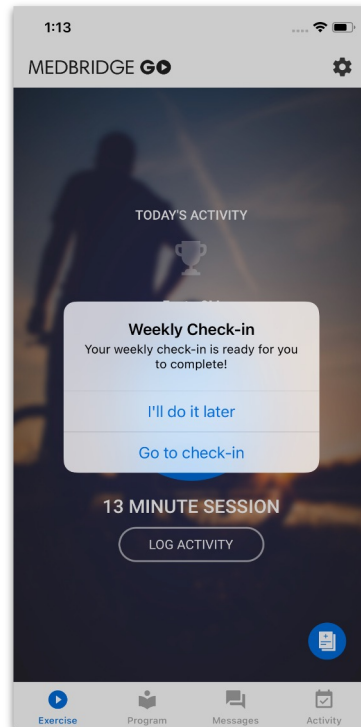 1:13
MEDBRIDGE GO
TODAY'S ACTIVITY
Weekly Check-in
Your weekly check-in is ready for you
to complete!
I'll do it later
Go to check-in
13 MINUTE SESSION
LOG ACTIVITY
Exercise Program Messages Activity